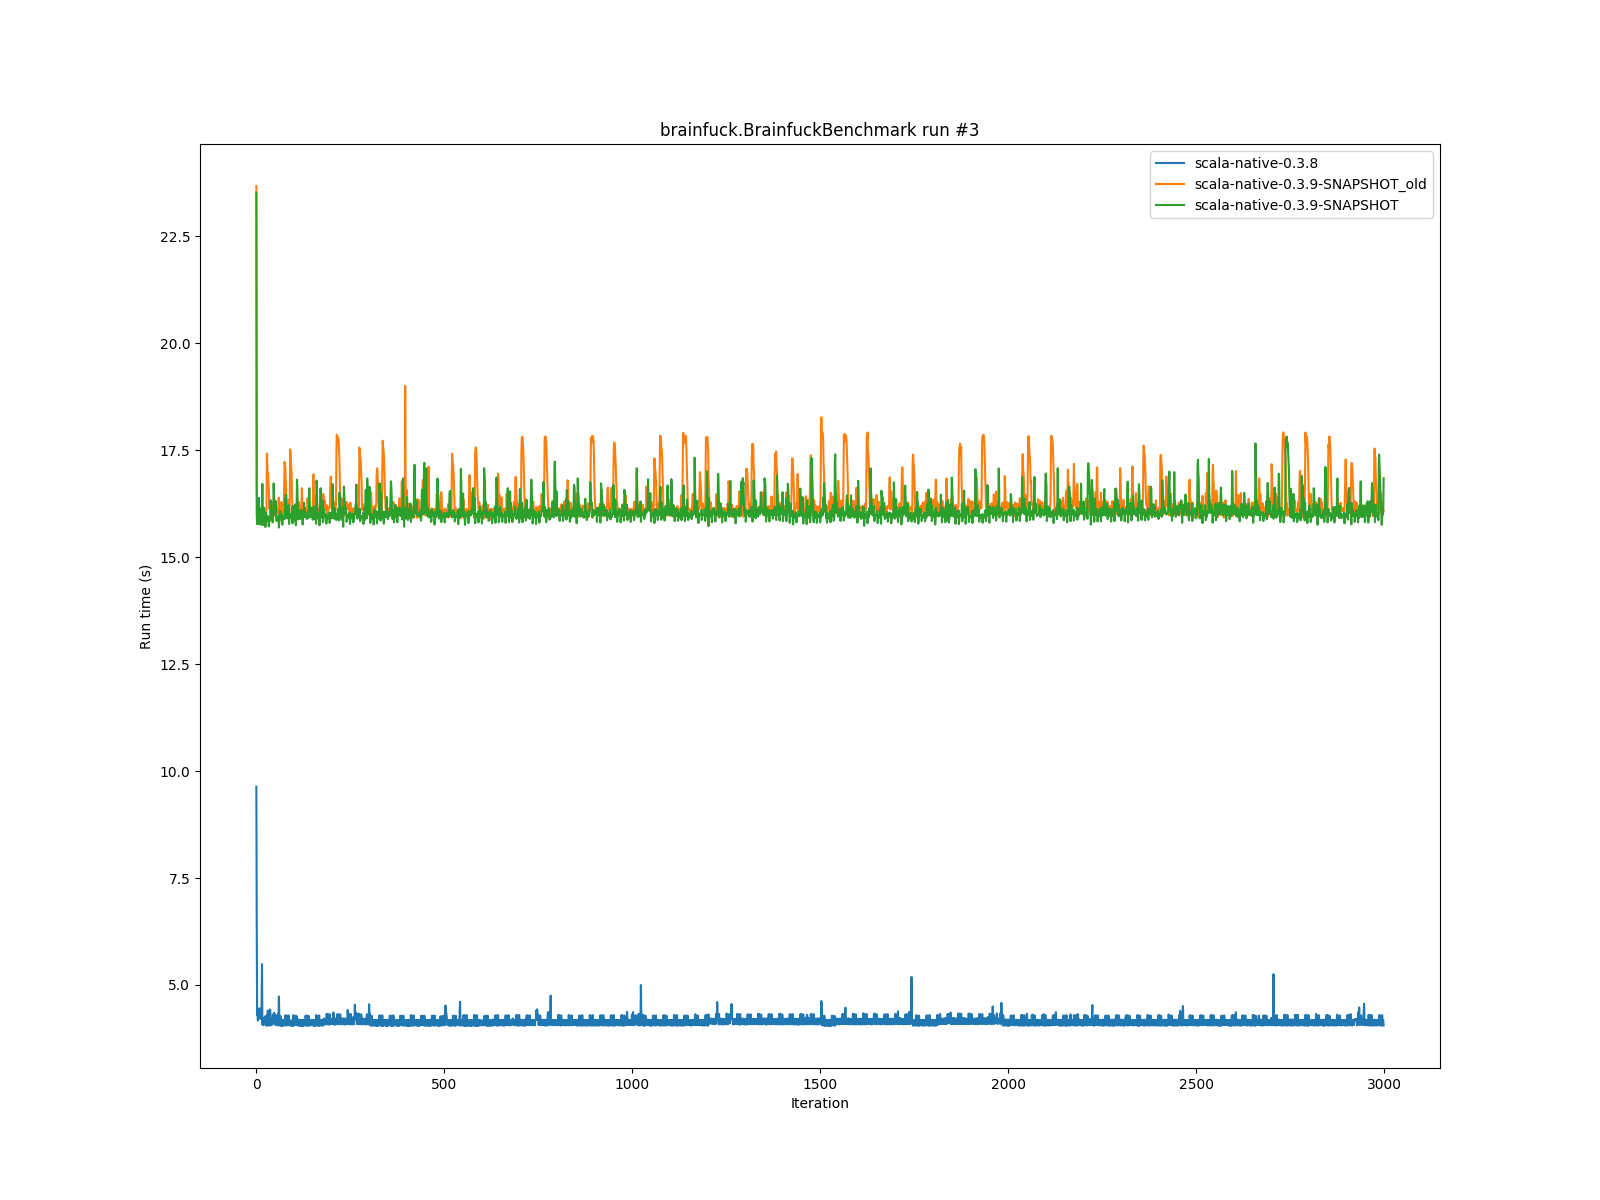 brainfuck.BrainfuckBenchmark run #3
scala-native-0.3.8
scala-native-0.3.9-SNAPSHOT_old
scala-native-0.3.9-SNAPSHOT
22.5
20.0
17.5
15.0
12.5
10.0
7.5
5.0
Run time (s)
0
500
1000
1500
2000
2500
3000
Iteration